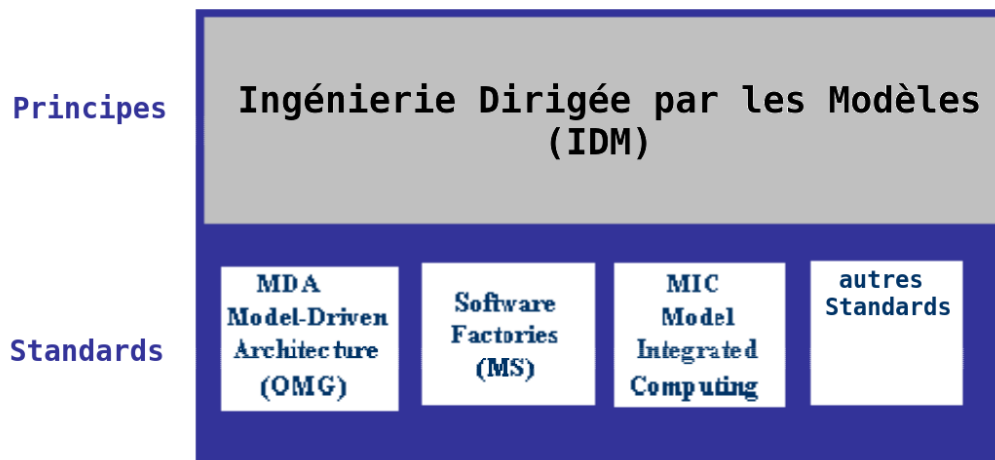 Principes
Ingénierie Dirigée par les Modèles
(IDM)
Standards
MDA
Model-Driven
Architecture
(OMG)
Software
Factories
(MS)
MIC
Model
Integrated
Computing
autres
Standards